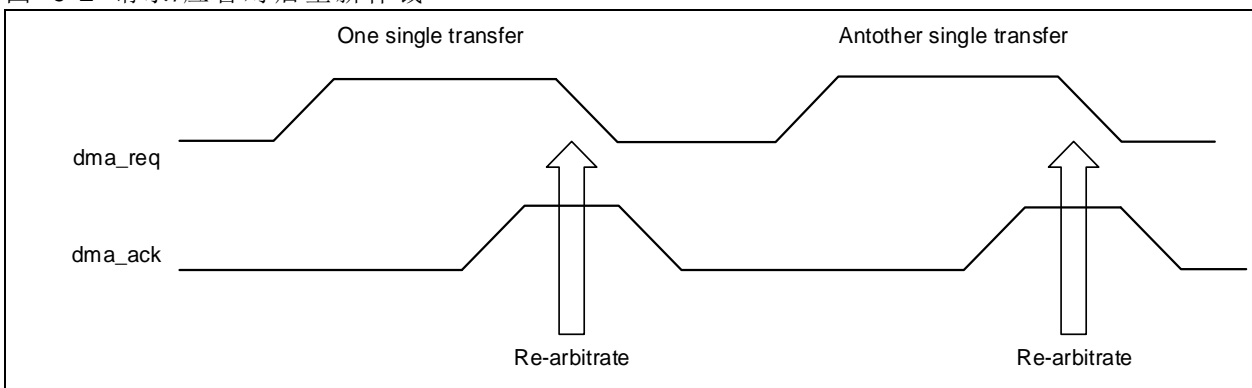 One single transfer
Antother single transfer
dma_req
dma_ack
Re-arbitrate
Re-arbitrate